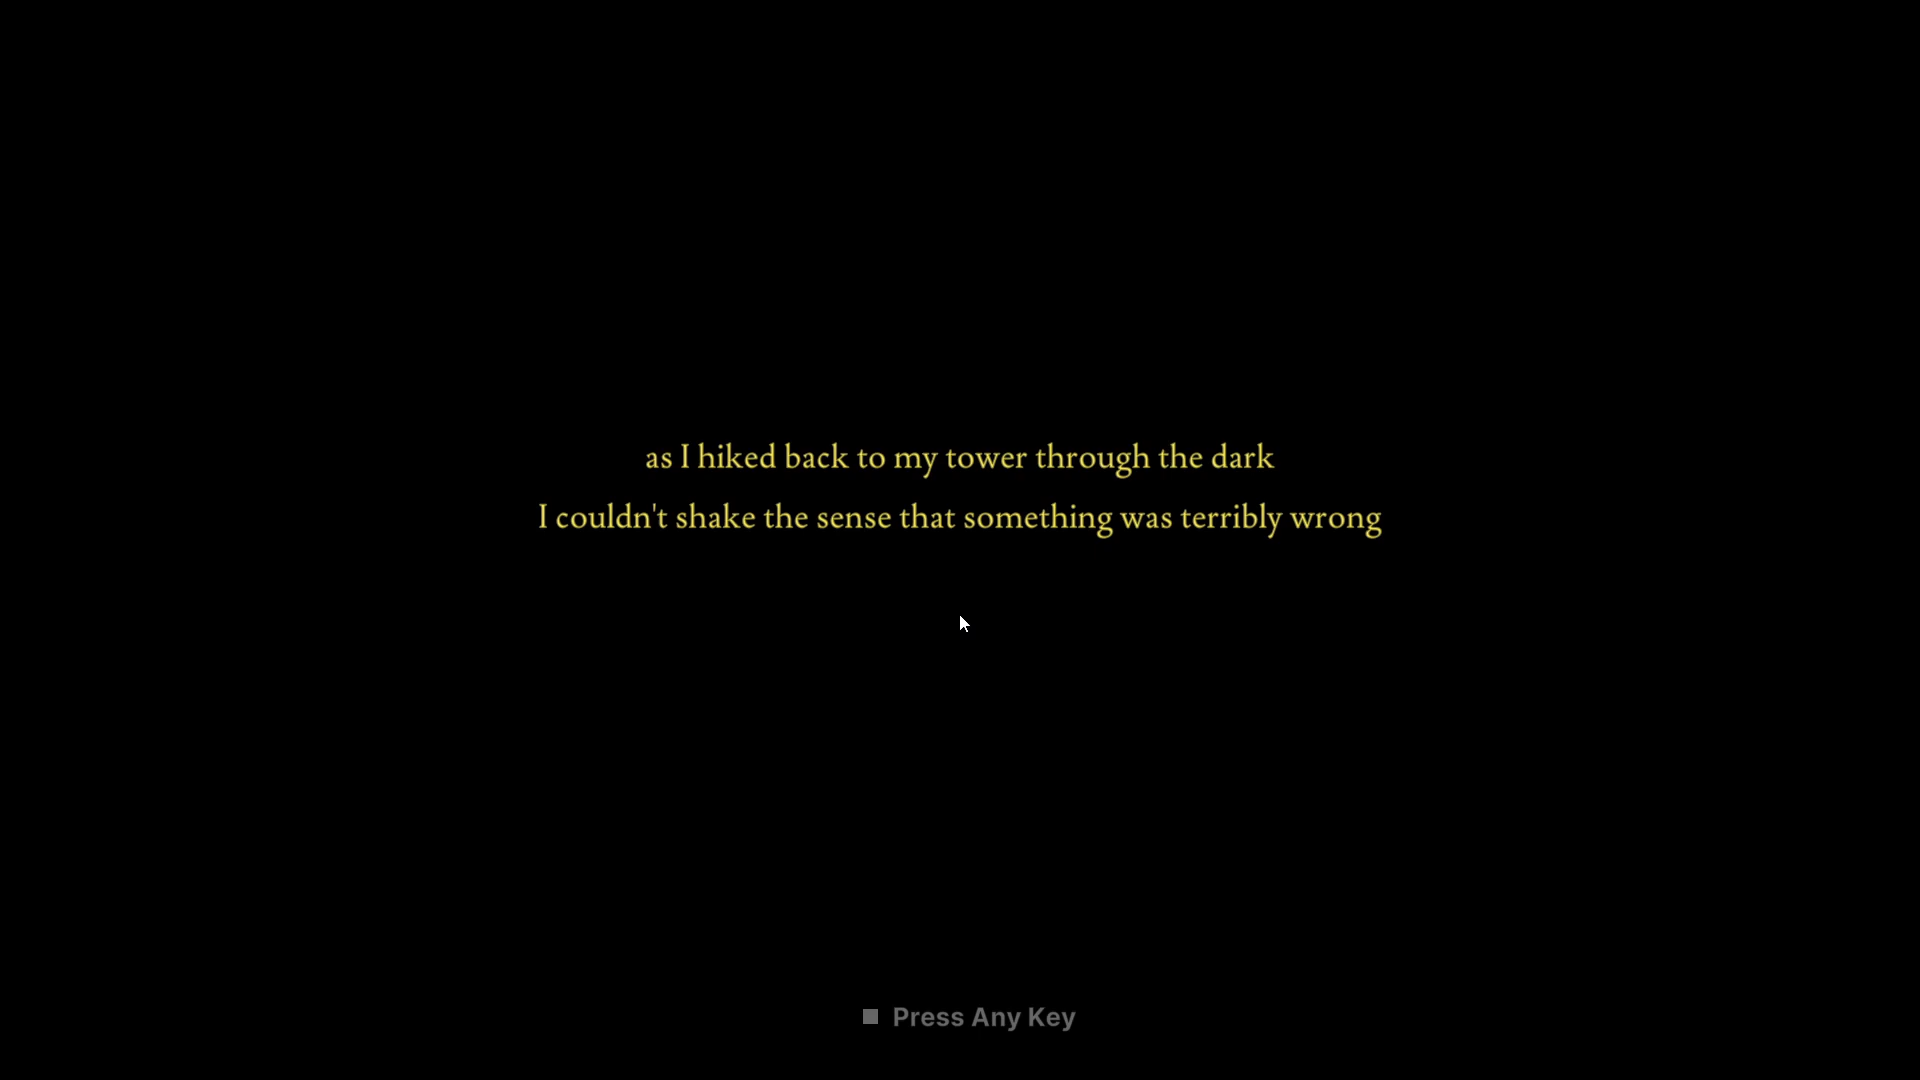 as I hiked back to my tower through the dark
I couldn't shake the sense that something was terribly wrong
Press Any Key